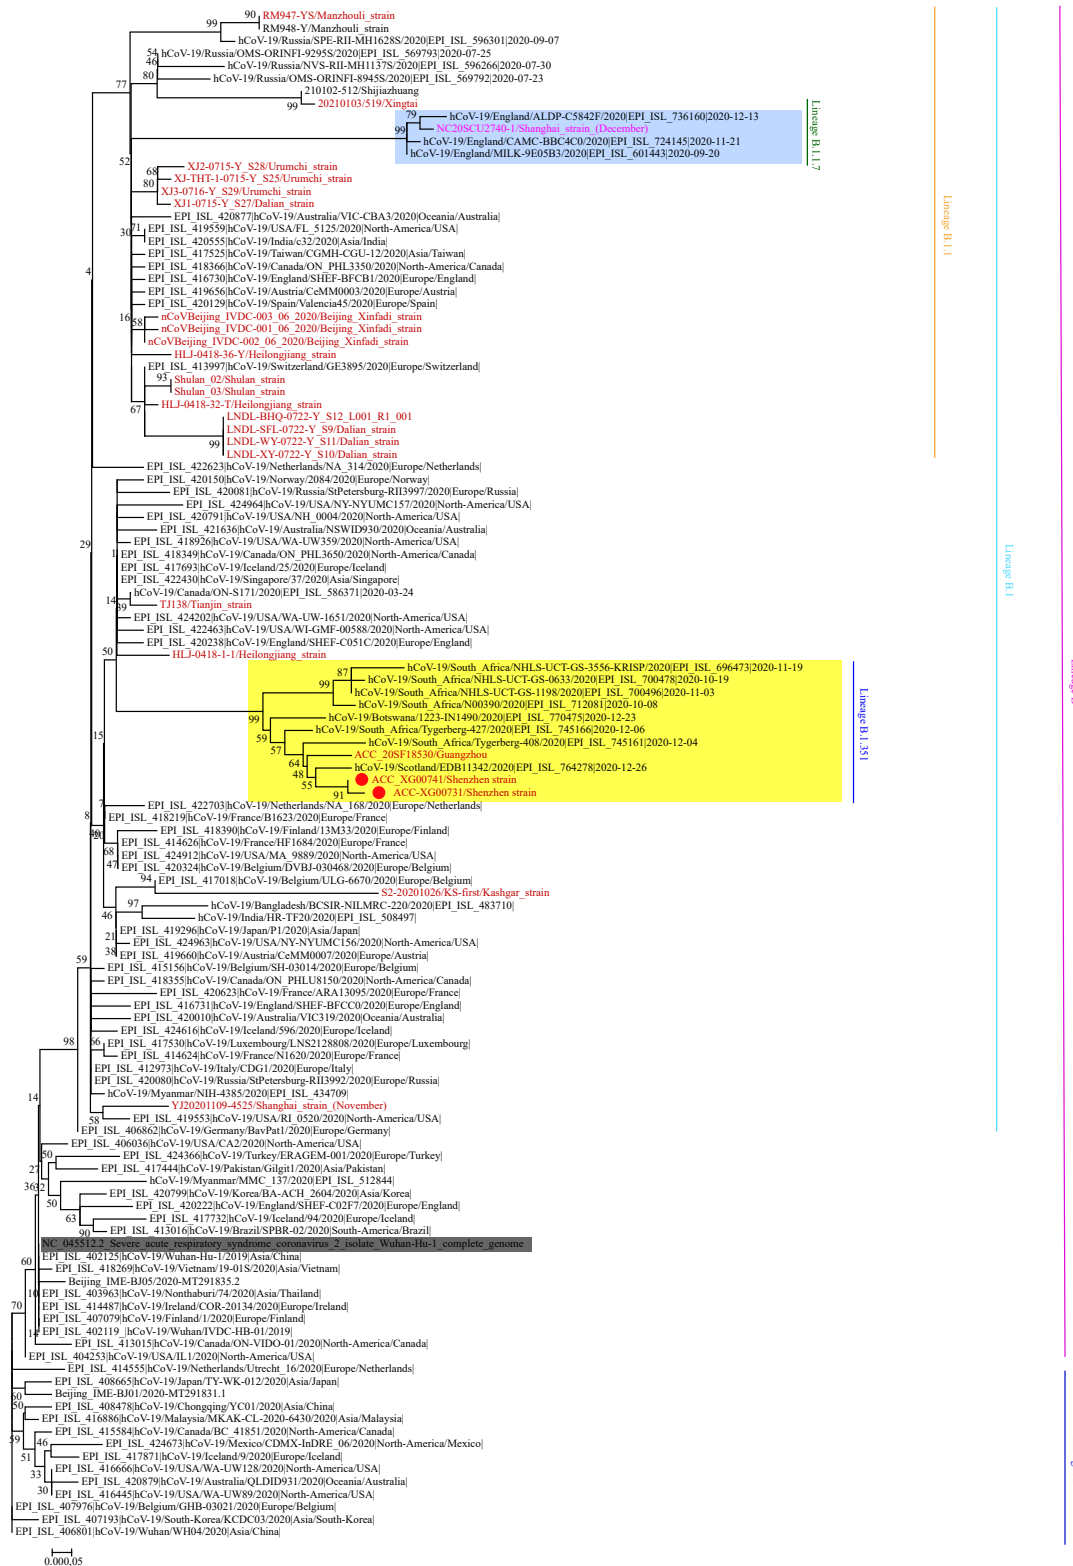 RM947-YS/Manzhouli_strain
RM948-Y/Manzhouli_strain
hCoV-19/Russia/SPE-RII-MH1628S/2020|EPI_ISL_596301|2020-09-07
hCoV-19/Russia/OMS-ORINFI-9295S/2020|EPI_ISL_569793|2020-07-25
hCoV-19/Russia/NVS-RII-MH1137S/2020|EPI_ISL_596266|2020-07-30
hCoV-19/Russia/OMS-ORINFI-8945S/2020|EPI_ISL_569792|2020-07-23
210102-512/Shijiazhuang
20210103/519/Xingtai
hCoV-19/England/ALDP-C5842F/2020|EPI_ISL_736160|2020-12-13
NC20SCU2740-1/Shanghai_strain_(December)
hCoV-19/England/CAMC-BBC4C0/2020|EPI_ISL_724145|2020-11-21
hCoV-19/England/MILK-9E05B3/2020|EPI_ISL_601443|2020-09-20
XJ2-0715-Y_S28/Urumchi_strain
XJ-THT-1-0715-Y_S25/Urumchi_strain
XJ3-0716-Y_S29/Urumchi_strain
XJ1-0715-Y_S27/Dalian_strain
EPI_ISL_420877|hCoV-19/Australia/VIC-CBA3/2020|Oceania/Australia|
EPI_ISL_419559|hCoV-19/USA/FL_5125/2020|North-America/USA|
EPI_ISL_420555|hCoV-19/India/c32/2020|Asia/India|
EPI_ISL_417525|hCoV-19/Taiwan/CGMH-CGU-12/2020|Asia/Taiwan|
EPI_ISL_418366|hCoV-19/Canada/ON_PHL3350/2020|North-America/Canada|
EPI_ISL_416730|hCoV-19/England/SHEF-BFCB1/2020|Europe/England|
EPI_ISL_419656|hCoV-19/Austria/CeMM0003/2020|Europe/Austria|
EPI_ISL_420129|hCoV-19/Spain/Valencia45/2020|Europe/Spain|
nCoVBeijing_IVDC-003_06_2020/Beijing_Xinfadi_strain
nCoVBeijing_IVDC-001_06_2020/Beijing_Xinfadi_strain
nCoVBeijing_IVDC-002_06_2020/Beijing_Xinfadi_strain
HLJ-0418-36-Y/Heilongjiang_strain
EPI_ISL_413997|hCoV-19/Switzerland/GE3895/2020|Europe/Switzerland|
Shulan_02/Shulan_strain
Shulan_03/Shulan_strain
HLJ-0418-32-T/Heilongjiang_strain
LNDL-BHQ-0722-Y_S12_L001_R1_001
LNDL-SFL-0722-Y_S9/Dalian_strain
LNDL-WY-0722-Y_S11/Dalian_strain
LNDL-XY-0722-Y_S10/Dalian_strain
EPI_ISL_422623|hCoV-19/Netherlands/NA_314/2020|Europe/Netherlands|
EPI_ISL_420150|hCoV-19/Norway/2084/2020|Europe/Norway|
EPI_ISL_420081|hCoV-19/Russia/StPetersburg-RII3997/2020|Europe/Russia|
EPI_ISL_424964|hCoV-19/USA/NY-NYUMC157/2020|North-America/USA|
EPI_ISL_420791|hCoV-19/USA/NH_0004/2020|North-America/USA|
EPI_ISL_421636|hCoV-19/Australia/NSWID930/2020|Oceania/Australia|
EPI_ISL_418926|hCoV-19/USA/WA-UW359/2020|North-America/USA|
EPI_ISL_418349|hCoV-19/Canada/ON_PHL3650/2020|North-America/Canada|
EPI_ISL_417693|hCoV-19/Iceland/25/2020|Europe/Iceland|
EPI_ISL_422430|hCoV-19/Singapore/37/2020|Asia/Singapore|
hCoV-19/Canada/ON-S171/2020|EPI_ISL_586371|2020-03-24
TJ138/Tianjin_strain
EPI_ISL_424202|hCoV-19/USA/WA-UW-1651/2020|North-America/USA|
EPI_ISL_422463|hCoV-19/USA/WI-GMF-00588/2020|North-America/USA|
EPI_ISL_420238|hCoV-19/England/SHEF-C051C/2020|Europe/England|
HLJ-0418-1-1/Heilongjiang_strain
hCoV-19/South_Africa/NHLS-UCT-GS-3556-KRISP/2020|EPI_ISL_696473|2020-11-19
hCoV-19/South_Africa/NHLS-UCT-GS-0633/2020|EPI_ISL_700478|2020-10-19
hCoV-19/South_Africa/NHLS-UCT-GS-1198/2020|EPI_ISL_700496|2020-11-03
hCoV-19/South_Africa/N00390/2020|EPI_ISL_712081|2020-10-08
hCoV-19/Botswana/1223-IN1490/2020|EPI_ISL_770475|2020-12-23
hCoV-19/South_Africa/Tygerberg-427/2020|EPI_ISL_745166|2020-12-06
hCoV-19/South_Africa/Tygerberg-408/2020|EPI_ISL_745161|2020-12-04
ACC_20SF18530/Guangzhou
hCoV-19/Scotland/EDB11342/2020|EPI_ISL_764278|2020-12-26
ACC_XG00741/Shenzhen strain
ACC-XG00731/Shenzhen strain
EPI_ISL_422703|hCoV-19/Netherlands/NA_168/2020|Europe/Netherlands|
EPI_ISL_418219|hCoV-19/France/B1623/2020|Europe/France|
EPI_ISL_418390|hCoV-19/Finland/13M33/2020|Europe/Finland|
EPI_ISL_414626|hCoV-19/France/HF1684/2020|Europe/France|
EPI_ISL_424912|hCoV-19/USA/MA_9889/2020|North-America/USA|
EPI_ISL_420324|hCoV-19/Belgium/DVBJ-030468/2020|Europe/Belgium|
EPI_ISL_417018|hCoV-19/Belgium/ULG-6670/2020|Europe/Belgium|
S2-20201026/KS-first/Kashgar_strain
hCoV-19/Bangladesh/BCSIR-NILMRC-220/2020|EPI_ISL_483710|
hCoV-19/India/HR-TF20/2020|EPI_ISL_508497|
EPI_ISL_419296|hCoV-19/Japan/P1/2020|Asia/Japan|
EPI_ISL_424963|hCoV-19/USA/NY-NYUMC156/2020|North-America/USA|
EPI_ISL_419660|hCoV-19/Austria/CeMM0007/2020|Europe/Austria|
EPI_ISL_415156|hCoV-19/Belgium/SH-03014/2020|Europe/Belgium|
EPI_ISL_418355|hCoV-19/Canada/ON_PHLU8150/2020|North-America/Canada|
EPI_ISL_420623|hCoV-19/France/ARA13095/2020|Europe/France|
EPI_ISL_416731|hCoV-19/England/SHEF-BFCC0/2020|Europe/England|
EPI_ISL_420010|hCoV-19/Australia/VIC319/2020|Oceania/Australia|
EPI_ISL_424616|hCoV-19/Iceland/596/2020|Europe/Iceland|
EPI_ISL_417530|hCoV-19/Luxembourg/LNS2128808/2020|Europe/Luxembourg|
EPI_ISL_414624|hCoV-19/France/N1620/2020|Europe/France|
EPI_ISL_412973|hCoV-19/Italy/CDG1/2020|Europe/Italy|
EPI_ISL_420080|hCoV-19/Russia/StPetersburg-RII3992/2020|Europe/Russia|
hCoV-19/Myanmar/NIH-4385/2020|EPI_ISL_434709|
YJ20201109-4525/Shanghai_strain_(November)
EPI_ISL_419553|hCoV-19/USA/RI_0520/2020|North-America/USA|
EPI_ISL_406862|hCoV-19/Germany/BavPat1/2020|Europe/Germany|
EPI_ISL_406036|hCoV-19/USA/CA2/2020|North-America/USA|
EPI_ISL_424366|hCoV-19/Turkey/ERAGEM-001/2020|Europe/Turkey|
EPI_ISL_417444|hCoV-19/Pakistan/Gilgit1/2020|Asia/Pakistan|
hCoV-19/Myanmar/MMC_137/2020|EPI_ISL_512844|
EPI_ISL_420799|hCoV-19/Korea/BA-ACH_2604/2020|Asia/Korea|
EPI_ISL_420222|hCoV-19/England/SHEF-C02F7/2020|Europe/England|
EPI_ISL_417732|hCoV-19/Iceland/94/2020|Europe/Iceland|
EPI_ISL_413016|hCoV-19/Brazil/SPBR-02/2020|South-America/Brazil|
NC_045512.2_Severe_acute_respiratory_syndrome_coronavirus_2_isolate_Wuhan-Hu-1_complete_genome
EPI_ISL_402125|hCoV-19/Wuhan-Hu-1/2019|Asia/China|
EPI_ISL_418269|hCoV-19/Vietnam/19-01S/2020|Asia/Vietnam|
Beijing_IME-BJ05/2020-MT291835.2
EPI_ISL_403963|hCoV-19/Nonthaburi/74/2020|Asia/Thailand|
EPI_ISL_414487|hCoV-19/Ireland/COR-20134/2020|Europe/Ireland|
EPI_ISL_407079|hCoV-19/Finland/1/2020|Europe/Finland|
EPI_ISL_402119_|hCoV-19/Wuhan/IVDC-HB-01/2019|
EPI_ISL_413015|hCoV-19/Canada/ON-VIDO-01/2020|North-America/Canada|
EPI_ISL_404253|hCoV-19/USA/IL1/2020|North-America/USA|
EPI_ISL_414555|hCoV-19/Netherlands/Utrecht_16/2020|Europe/Netherlands|
EPI_ISL_408665|hCoV-19/Japan/TY-WK-012/2020|Asia/Japan|
Beijing_IME-BJ01/2020-MT291831.1
EPI_ISL_408478|hCoV-19/Chongqing/YC01/2020|Asia/China|
EPI_ISL_416886|hCoV-19/Malaysia/MKAK-CL-2020-6430/2020|Asia/Malaysia|
EPI_ISL_415584|hCoV-19/Canada/BC_41851/2020|North-America/Canada|
EPI_ISL_424673|hCoV-19/Mexico/CDMX-InDRE_06/2020|North-America/Mexico|
EPI_ISL_417871|hCoV-19/Iceland/9/2020|Europe/Iceland|
EPI_ISL_416666|hCoV-19/USA/WA-UW128/2020|North-America/USA|
EPI_ISL_420879|hCoV-19/Australia/QLDID931/2020|Oceania/Australia|
EPI_ISL_416445|hCoV-19/USA/WA-UW89/2020|North-America/USA|
EPI_ISL_407976|hCoV-19/Belgium/GHB-03021/2020|Europe/Belgium|
EPI_ISL_407193|hCoV-19/South-Korea/KCDC03/2020|Asia/South-Korea|
EPI_ISL_406801|hCoV-19/Wuhan/WH04/2020|Asia/China|
90
99
54
46
80
77
99
79
99
52
68
80
71
30
4
16
58
93
67
99
29
1
14
39
50
87
99
99
59
57
64
48
55
91
15
7
8
68
47
94
97
46
21
38
59
98
66
14
58
50
27
36
32
50
63
90
60
10
70
14
60
50
59
46
51
33
30
Lineage B.1.1.7
Lineage B.1.1
Lineage B.1
Lineage B.1.351
0.000,05